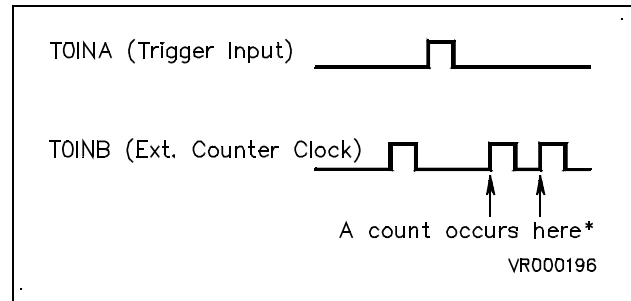 T0INA (Trigger Input)
T0INB (Ext. Counter Clock)
A count occurs here*
VR000196